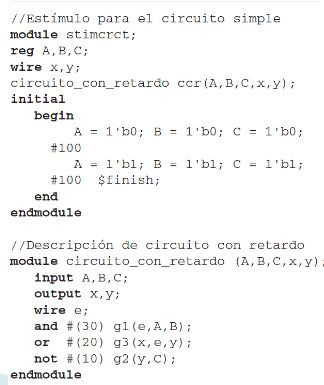 //Estímulo para el circuito simple
module stimcrct;
reg A,B,C;
wire x,y;
circuito_con_retardo ccr(A,B,C,x,y);
initial
begin
A = 1'b0; B = 1'b0; C = 1'b0;
#100
A = 1'b1; B = 1'b1; C = 1'b1;
#100 $finish;
end
endmodule
//Descripción de circuito con retardo
module circuito_con_retardo (A,B,C,x,y);
input A,B,C;
output x,y;
wire e;
and #(30) g1(e,A,B);
or #(20) g3(x,e,y);
not #(10) g2(y,C);
endmodule